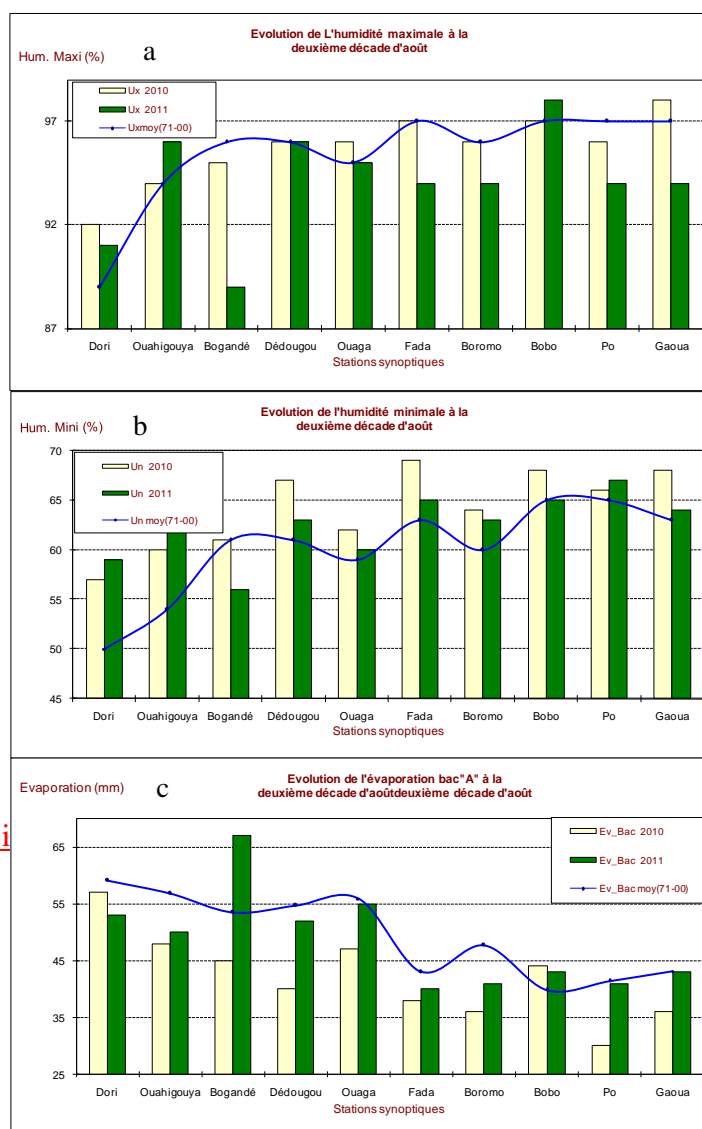 Evolution de L'humidité maximale à la
deuxième décade d'août
a
Hum. Maxi (%)
Ux 2010
Ux 2011
Uxmoy(71-00)
97
92
87
Dori Ouahigouya Bogandé Dédougou Ouaga Fada Boromo Bobo Po Gaoua
Stations synoptiques
Evolution de l'humidité minimale à la
deuxième décade d'août
b
Hum. Mini (%)
Un 2010
Un 2011
Un moy(71-00)
70
65
60
55
50
45
Dori Ouahigouya Bogandé Dédougou Ouaga Fada Boromo Bobo Po Gaoua
Stations synoptiques
Evolution de l'évaporation bac"A" à la
deuxième décade d'aoûtdeuxième décade d'août
c
Evaporation (mm)
Ev_Bac 2010
Ev_Bac 2011
Ev_Bac moy(71-00)
i
65
55
45
35
25
Dori Ouahigouya Bogandé Dédougou Ouaga Fada Boromo Bobo Po Gaoua
Stations synoptiques